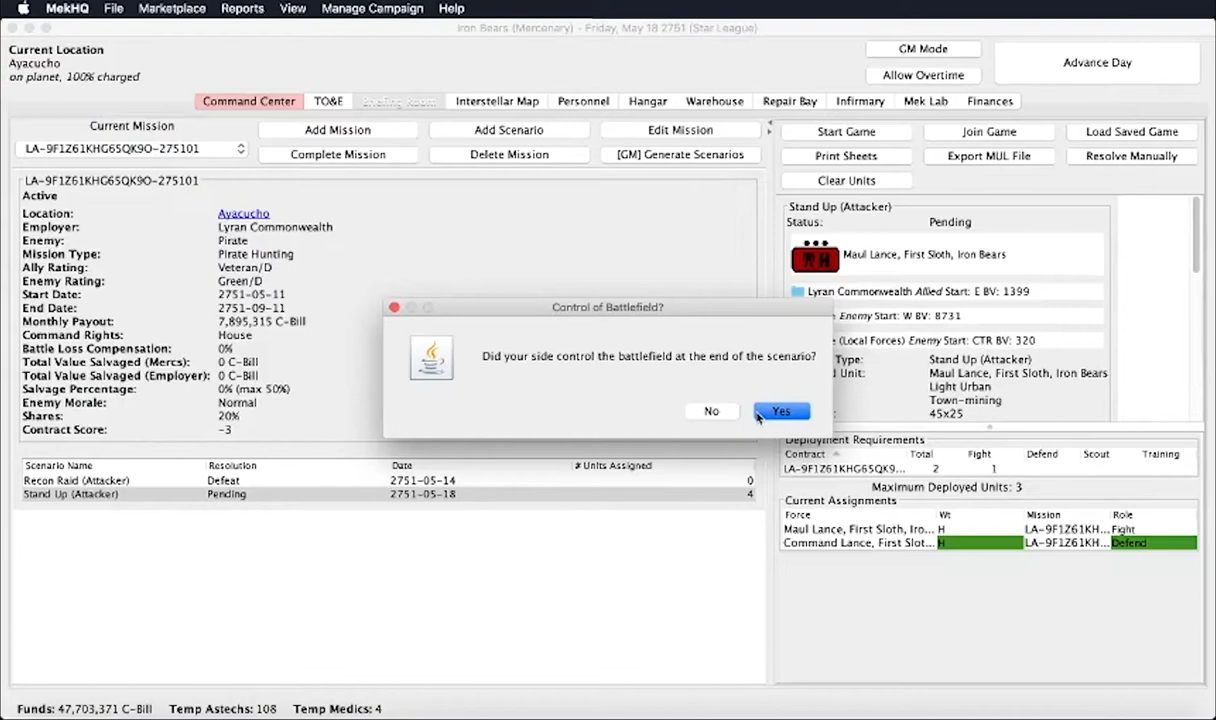 MekHQ File Marketplace Reports View Manage Campaign Help
Iron Bears (Mercenary) - Friday, May 18 2751 (Star League)
Current Location
Ayacucho
on planet, 100% charged
GM Mode
Allow Overtime
Advance Day
Command Center TO&E Briefing Room Interstellar Map Personnel Hangar Warehouse Repair Bay Infirmary Mek Lab Finances
Current Mission
LA-9F1Z61KHG65QK9O-275101
Add Mission Add Scenario Edit Mission
Complete Mission Delete Mission [GM] Generate Scenarios
Start Game Join Game Load Saved Game
Print Sheets Export MUL File Resolve Manually
Clear Units
LA-9F1Z61KHG65QK9O-275101
Active
Location: Ayacucho
Employer: Lyran Commonwealth
Enemy: Pirate
Mission Type: Pirate Hunting
Ally Rating: Veteran/D
Enemy Rating: Green/D
Start Date: 2751-05-11
End Date: 2751-09-11
Monthly Payout: 7,895,315 C-Bill
Command Rights: House
Battle Loss Compensation: 0%
Total Value Salvaged (Mercs): 0 C-Bill
Total Value Salvaged (Employer): 0 C-Bill
Salvage Percentage: 0% (max 50%)
Enemy Morale: Normal
Shares: 20%
Contract Score: -3
Stand Up (Attacker)
Status: Pending
Maul Lance, First Sloth, Iron Bears
Lyran Commonwealth Allied Start: E BV: 1399
Enemy Start: W BV: 8731
(Local Forces) Enemy Start: CTR BV: 320
Type: Stand Up (Attacker)
d Unit: Maul Lance, First Sloth, Iron Bears
Light Urban
Town-mining
45x25
Control of Battlefield?
Did your side control the battlefield at the end of the scenario?
No Yes
Scenario Name Resolution Date # Units Assigned
Recon Raid (Attacker) Defeat 2751-05-14 0
Stand Up (Attacker) Pending 2751-05-18 4
Deployment Requirements
Contract Total Fight Defend Scout Training
LA-9F1Z61KHG65QK9... 2 1
Maximum Deployed Units: 3
Current Assignments
Force Wt Mission Role
Maul Lance, First Sloth, Iro... H LA-9F1Z61KH... Fight
Command Lance, First Slot... H LA-9F1Z61KH... Defend
Funds: 47,703,371 C-Bill Temp Astechs: 108 Temp Medics: 4